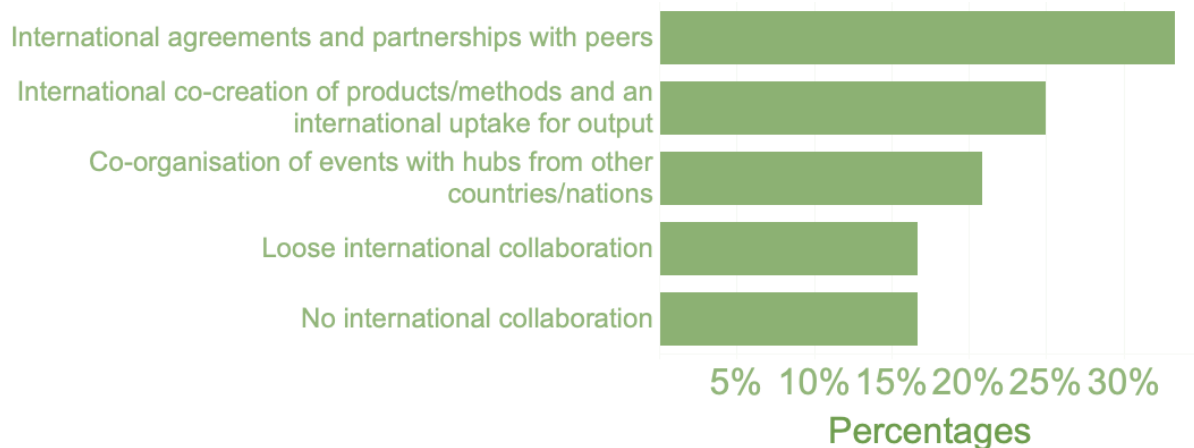 International agreements and partnerships with peers
International co-creation of products/methods and an
international uptake for output
Co-organisation of events with hubs from other
countries/nations
Loose international collaboration
No international collaboration
5% 10% 15% 20% 25% 30%
Percentages